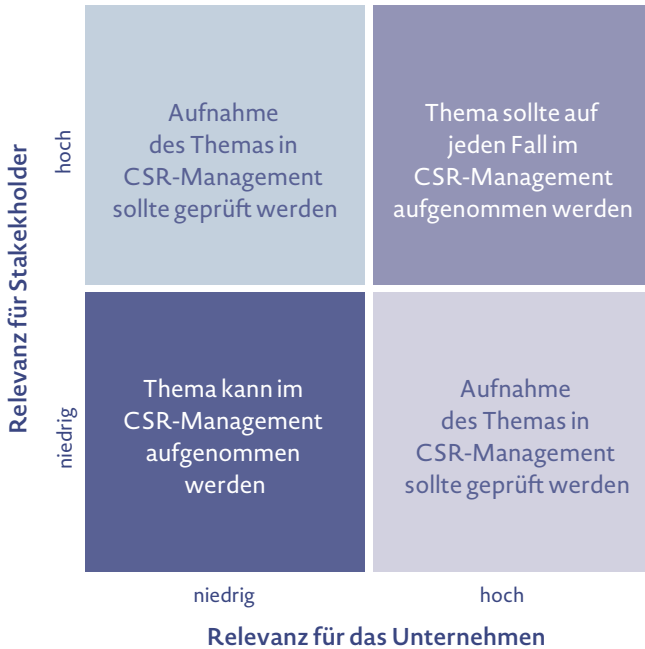 Relevanz für Stakekholder
hoch
niedrig
Aufnahme
des Themas in
CSR-Management
sollte geprüft werden
Thema sollte auf
jeden Fall im
CSR-Management
aufgenommen werden
Thema kann im
CSR-Management
aufgenommen
werden
Aufnahme
des Themas in
CSR-Management
sollte geprüft werden
niedrig
hoch
Relevanz für das Unternehmen